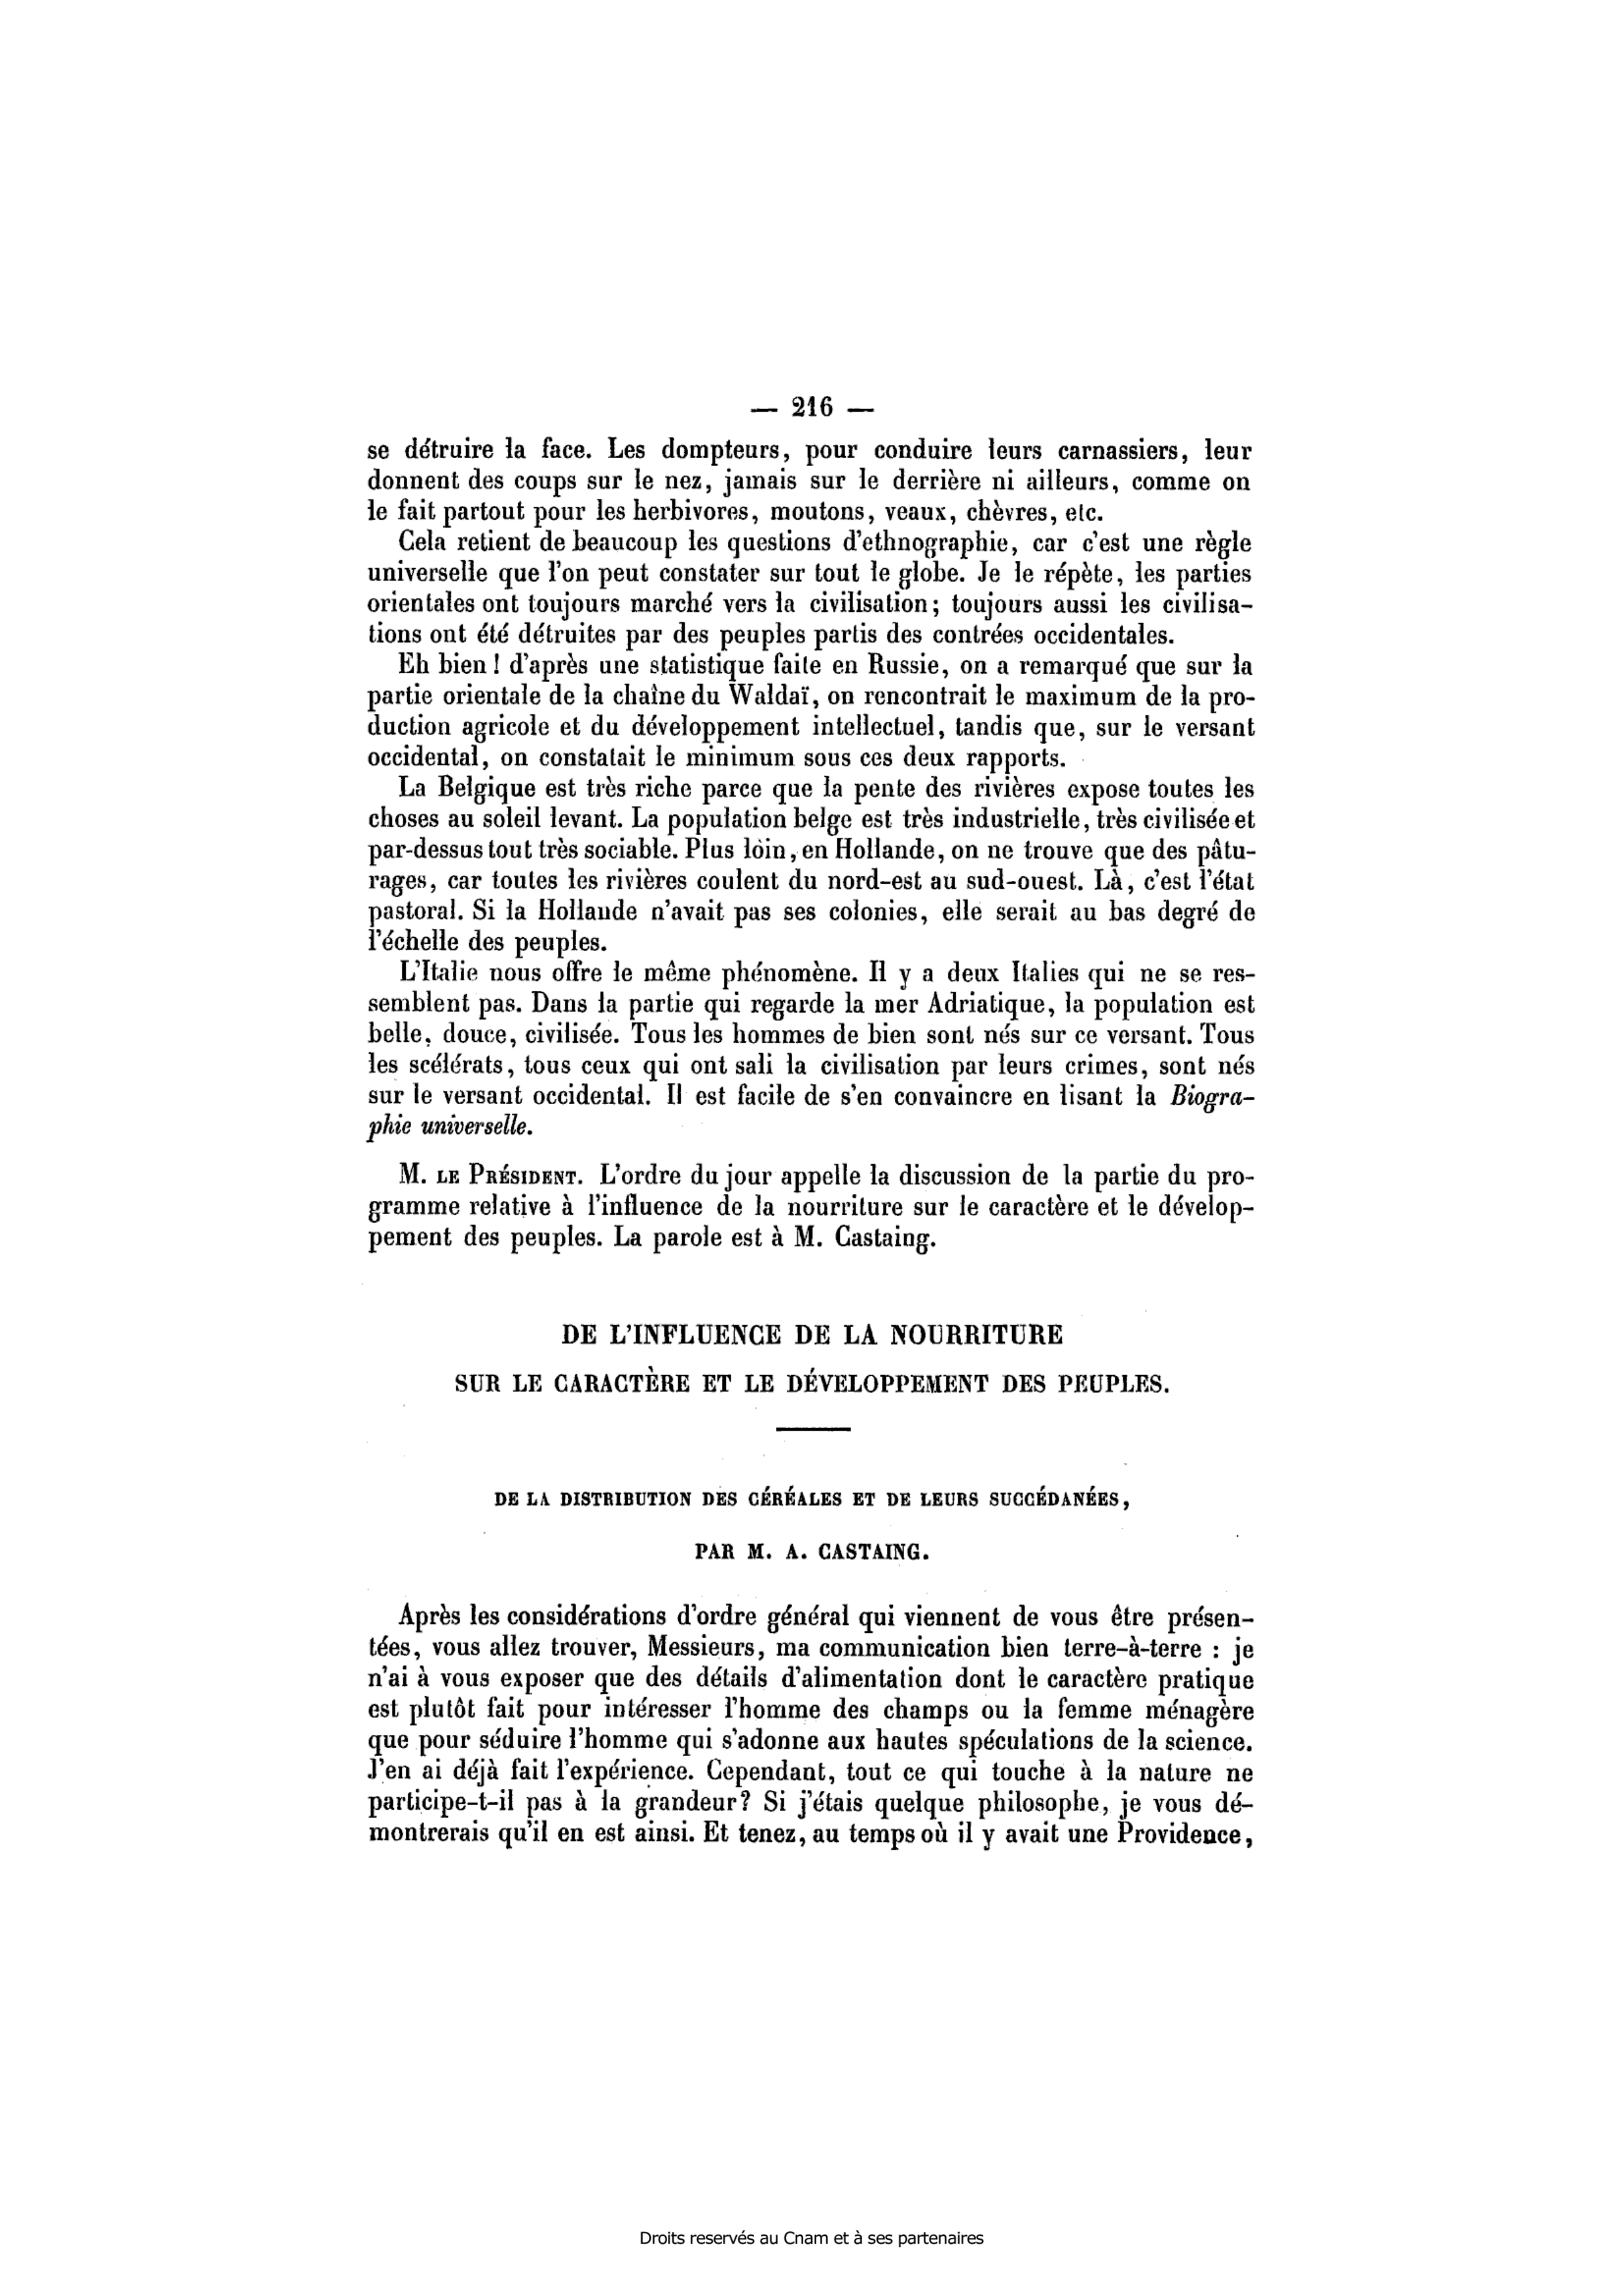 — 216 —
se détruire la face. Les dompteurs, pour conduire leurs carnassiers, leur
donnent des coups sur le nez, jamais sur le derrière ni ailleurs, comme on
le fait partout pour les herbivores, moutons, veaux, chèvres, etc.
Cela retient de beaucoup les questions d'ethnographie, car c'est une règle
universelle que l'on peut constater sur tout le globe. Je le répète, les parties
orientales ont toujours marché vers la civilisation; toujours aussi les civilisa-
tions ont été détruites par des peuples partis des contrées occidentales.
Eh bien! d'après une statistique faite en Russie, on a remarqué que sur la
partie orientale de la chaîne du Waldaï, on rencontrait le maximum de la pro-
duction agricole et du développement intellectuel, tandis que, sur le versant
occidental, on constatait le minimum sous ces deux rapports.
La Belgique est très riche parce que la pente des rivières expose toutes les
choses au soleil levant. La population belge est très industrielle, très civilisée et
par-dessus tout très sociable. Plus loin, en Hollande, on ne trouve que des pâtu-
rages, car toutes les rivières coulent du nord-est au sud-ouest. Là, c'est l'état
pastoral. Si la Hollande n'avait pas ses colonies, elle serait au bas degré de
l'échelle des peuples.
L'Italie nous offre le même phénomène. Il y a deux Italies qui ne se res-
semblent pas. Dans la partie qui regarde la mer Adriatique, la population est
belle, douce, civilisée. Tous les hommes de bien sont nés sur ce versant. Tous
les scélérats, tous ceux qui ont sali la civilisation par leurs crimes, sont nés
sur le versant occidental. Il est facile de s'en convaincre en lisant la Biogra-
phie universelle.
M. LE PRÉSIDENT. L'ordre du jour appelle la discussion de la partie du pro-
gramme relative à l'influence de la nourriture sur le caractère et le dévelop-
pement des peuples. La parole est à M. Castaing.
DE L'INFLUENCE DE LA NOURRITURE
SUR LE CARACTÈRE ET LE DÉVELOPPEMENT DES PEUPLES.
DE LA DISTRIBUTION DES CÉRÉALES ET DE LEURS SUCCÉDANÉES,
PAR M. A. CASTAING.
Après les considérations d'ordre général qui viennent de vous être présen-
tées, vous allez trouver, Messieurs, ma communication bien terre-à-terre : je
n'ai à vous exposer que des détails d'alimentation dont le caractère pratique
est plutôt fait pour intéresser l'homme des champs ou la femme ménagère
que pour séduire l'homme qui s'adonne aux hautes spéculations de la science.
J'en ai déjà fait l'expérience. Cependant, tout ce qui touche à la nature ne
participe-t-il pas à la grandeur? Si j'étais quelque philosophe, je vous dé-
montrerais qu'il en est ainsi. Et tenez, au temps où il y avait une Providence,
Droits reservés au Cnam et à ses partenaires